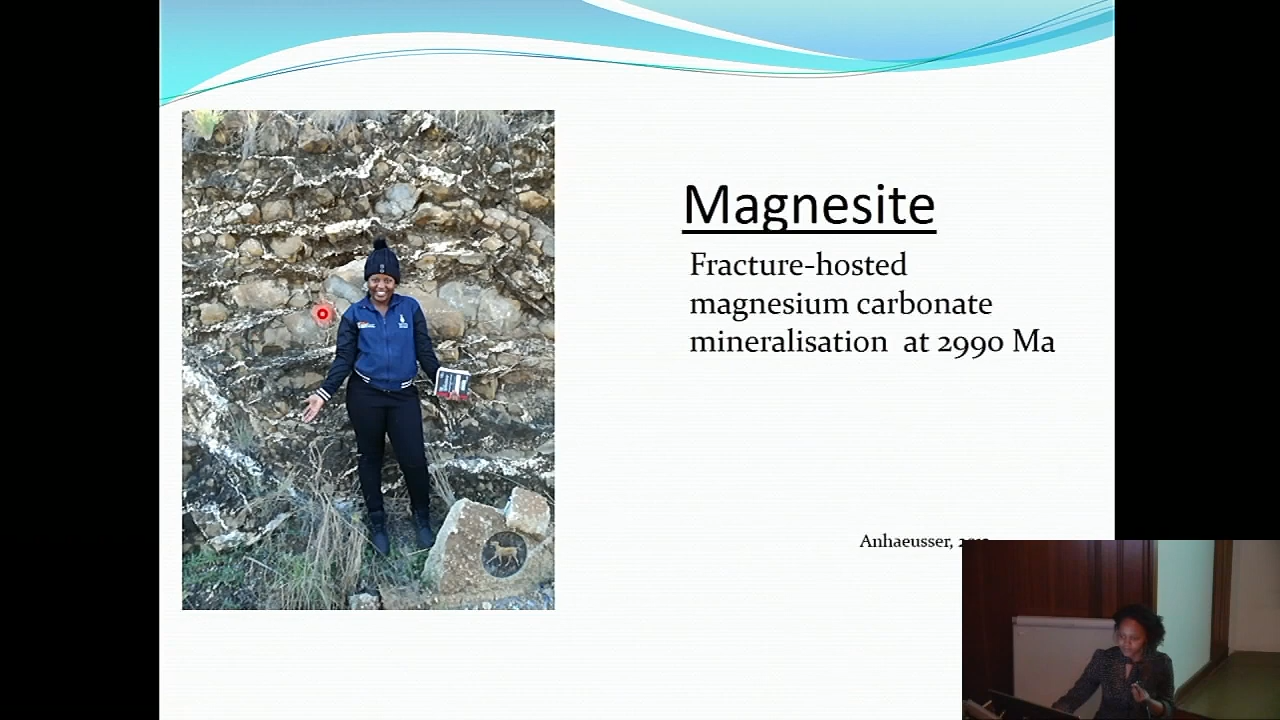 Magnesite
Fracture-hosted
magnesium carbonate
mineralisation at 2990 Ma
Anhaeusser,